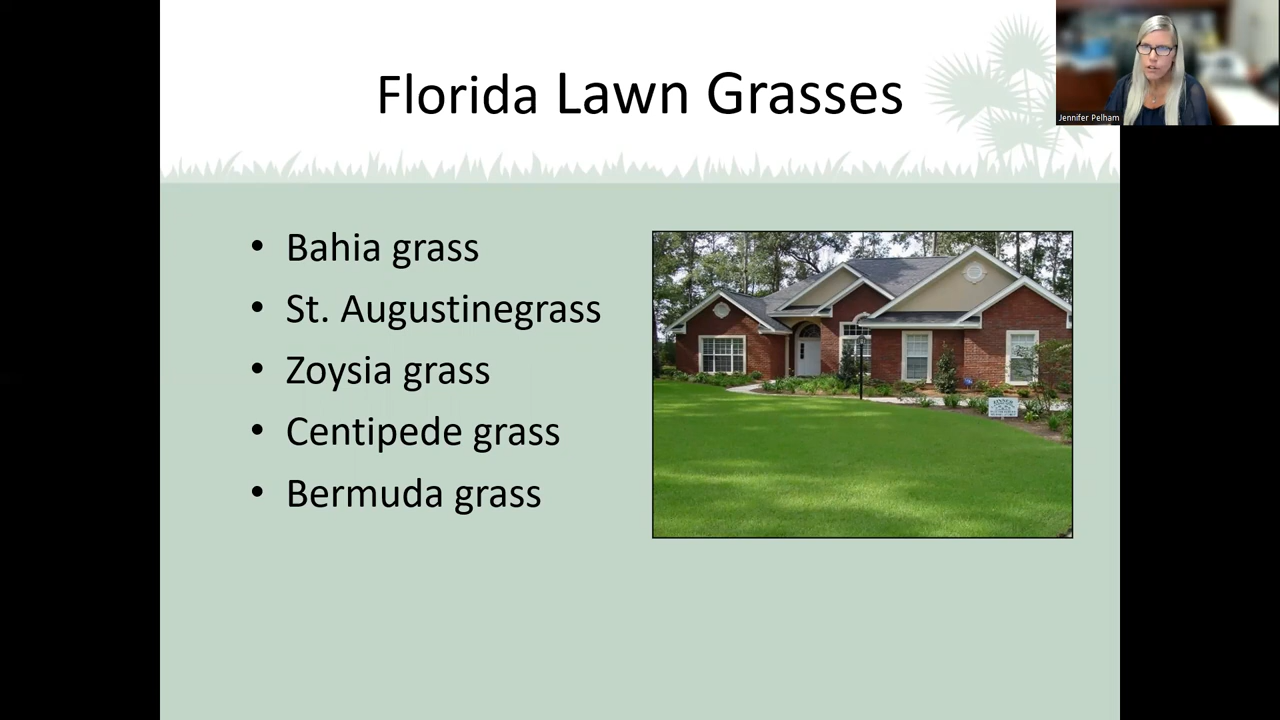 Florida Lawn Grasses
Jennifer Pelham
• Bahia grass
• St. Augustinegrass
• Zoysia grass
• Centipede grass
• Bermuda grass